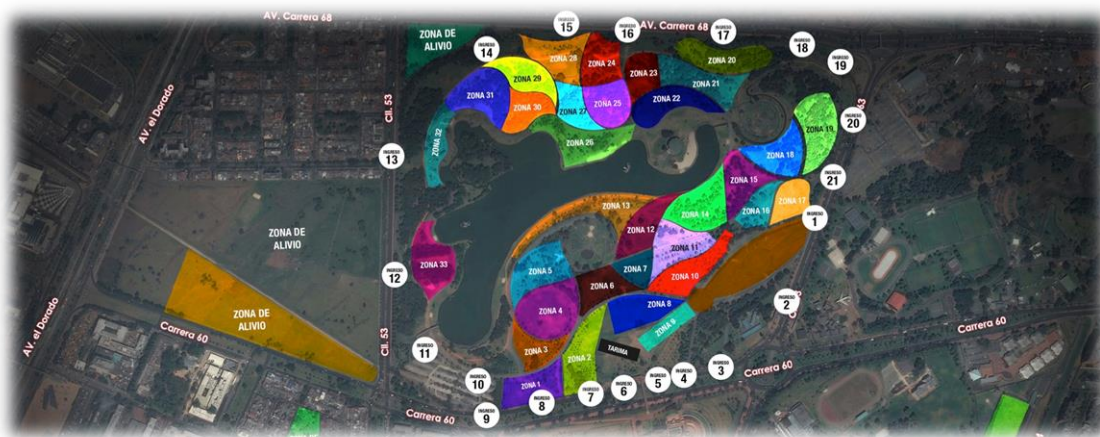 AV. Carrera 68
AV. Carrera 68
ZONA DE
ALIVIO
INGRESO
14
INGRESO
15
INGRESO
16
INGRESO
17
INGRESO
18
INGRESO
19
ZONA 28
ZONA 24
ZONA 23
ZONA 20
ZONA 29
ZONA 21
ZONA 31
ZONA 30
ZONA 27
ZONA 25
ZONA 22
ZONA 26
ZONA 32
AV. el Dorado
Cll. 53
INGRESO
13
INGRESO
20
ZONA 19
ZONA 18
ZONA 15
INGRESO
21
ZONA 17
ZONA 16
INGRESO
1
ZONA 13
ZONA 14
ZONA 12
ZONA 11
ZONA DE
ALIVIO
ZONA 33
INGRESO
12
ZONA 5
ZONA 7
ZONA 10
ZONA 6
ZONA 4
ZONA 8
ZONA 9
INGRESO
2
ZONA DE
ALIVIO
AV. el Dorado
Carrera 60
Cll. 53
INGRESO
11
ZONA 3
ZONA 2
TARIMA
Carrera 60
Carrera 60
INGRESO
10
ZONA 1
INGRESO
9
INGRESO
8
INGRESO
7
INGRESO
6
INGRESO
5
INGRESO
4
INGRESO
3
Carrera 60